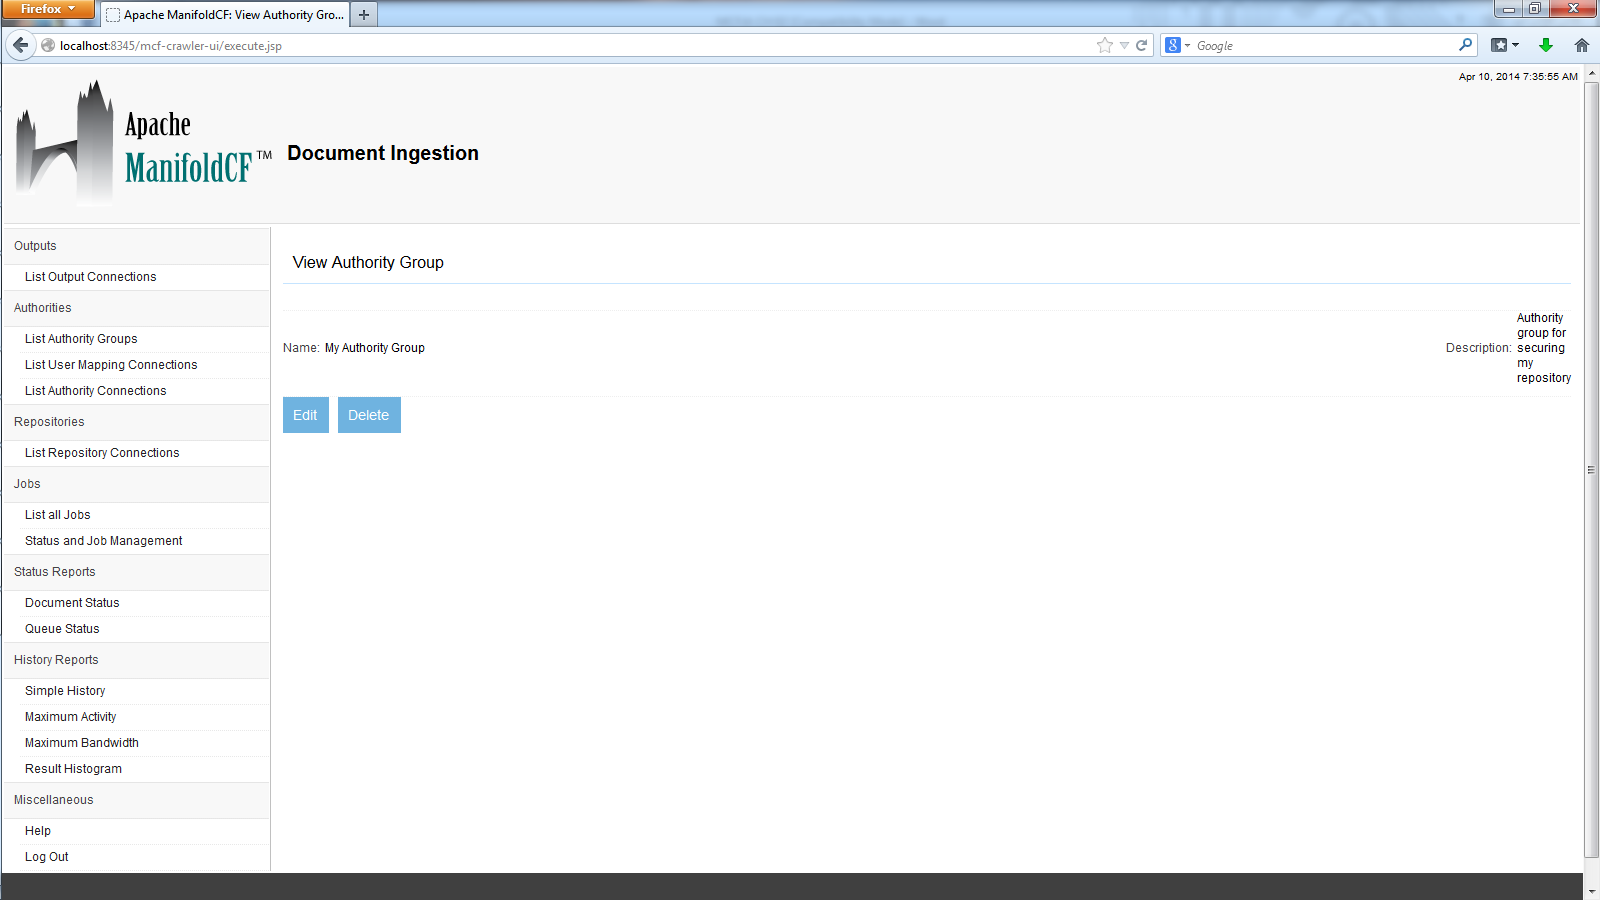 Firefox
Apache ManifoldCF: View Authority Gro...
localhost:8345/mcf-crawler-ui/execute.jsp
Google
Apr 10, 2014 7:35:55 AM
Apache
ManifoldCF™
Document Ingestion
Outputs
List Output Connections
Authorities
List Authority Groups
List User Mapping Connections
List Authority Connections
Repositories
List Repository Connections
Jobs
List all Jobs
Status and Job Management
Status Reports
Document Status
Queue Status
History Reports
Simple History
Maximum Activity
Maximum Bandwidth
Result Histogram
Miscellaneous
Help
Log Out
View Authority Group
Name: My Authority Group
Description:
Authority
group for
securing
my
repository
Edit
Delete